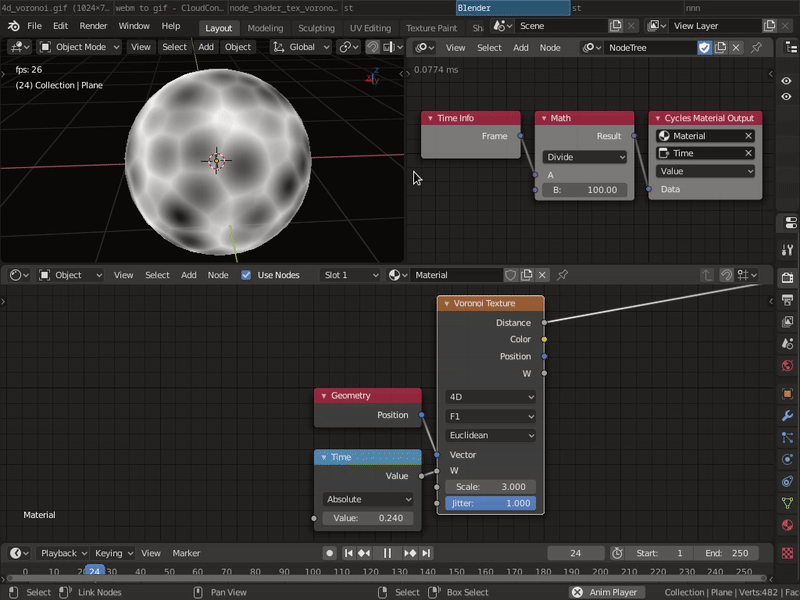 4d_voronoi.gif (1024×7... webm to gif - CloudCon... node_shader_tex_vorono... st Blender st nnn
File Edit Render Window Help Layout Modeling Sculpting UV Editing Texture Paint Sh Scene View Layer
Object Mode View Select Add Object Global View Select Add Node NodeTree
fps: 26
(24) Collection | Plane
0.0774 ms
Time Info
Frame
Math
Result
Divide
A
B: 100.00
Cycles Material Output
Material
Time
Value
Data
Object View Select Add Node Use Nodes Slot 1 Material
Voronoi Texture
Distance
Color
Position
W
4D
F1
Euclidean
Vector
W
Scale: 3.000
Jitter: 1.000
Geometry
Position
Time
Value
Absolute
Value: 0.240
Material
Playback Keying View Marker 24 Start: 1 End: 250
0 10 24 30 40 50 60 70 80 90 100 110 120 130 140 150 160 170 180 190 200 210 220 230 240 250
Select Link Nodes Pan View Select Box Select Anim Player Collection | Plane | Verts:482 | Fac